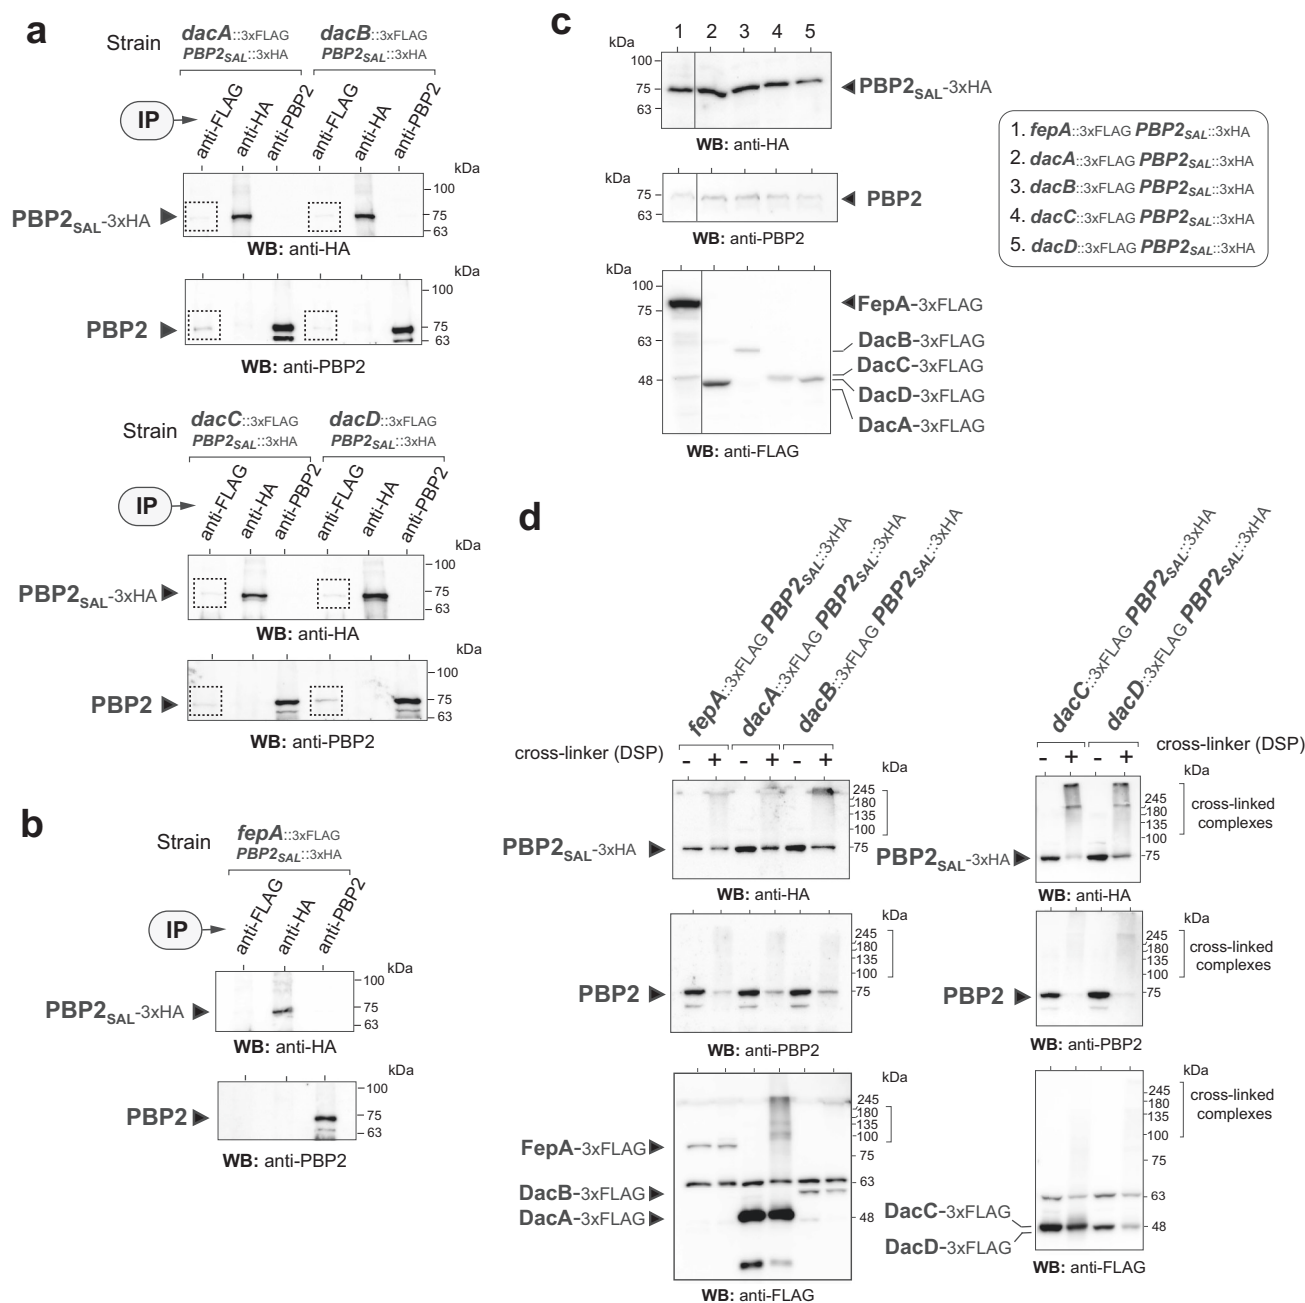 a
Strain
dacA::3xFLAG
PBP2SAL::3xHA
dacB::3xFLAG
PBP2SAL::3xHA
IP
anti-FLAG
anti-HA
anti-PBP2
anti-FLAG
anti-HA
anti-PBP2
kDa
100
75
63
PBP2SAL-3xHA
WB: anti-HA
kDa
100
75
63
PBP2
WB: anti-PBP2
Strain
dacC::3xFLAG
PBP2SAL::3xHA
dacD::3xFLAG
PBP2SAL::3xHA
IP
anti-FLAG
anti-HA
anti-PBP2
anti-FLAG
anti-HA
anti-PBP2
kDa
100
75
63
PBP2SAL-3xHA
WB: anti-HA
kDa
100
75
63
PBP2
WB: anti-PBP2
b
Strain
fepA::3xFLAG
PBP2SAL::3xHA
IP
anti-FLAG
anti-HA
anti-PBP2
kDa
100
75
63
PBP2SAL-3xHA
WB: anti-HA
kDa
100
75
63
PBP2
WB: anti-PBP2
c
1 2 3 4 5
kDa
100
75
63
PBP2SAL-3xHA
WB: anti-HA
kDa
75
63
PBP2
WB: anti-PBP2
kDa
100
75
63
48
FepA-3xFLAG
DacB-3xFLAG
DacC-3xFLAG
DacD-3xFLAG
DacA-3xFLAG
WB: anti-FLAG
1. fepA::3xFLAG PBP2SAL::3xHA
2. dacA::3xFLAG PBP2SAL::3xHA
3. dacB::3xFLAG PBP2SAL::3xHA
4. dacC::3xFLAG PBP2SAL::3xHA
5. dacD::3xFLAG PBP2SAL::3xHA
d
fepA::3xFLAG PBP2SAL::3xHA
dacA::3xFLAG PBP2SAL::3xHA
dacB::3xFLAG PBP2SAL::3xHA
cross-linker (DSP)
- + - + - +
kDa
245
180
135
100
75
PBP2SAL-3xHA
WB: anti-HA
kDa
245
180
135
100
75
PBP2
WB: anti-PBP2
kDa
245
180
135
100
75
63
48
FepA-3xFLAG
DacB-3xFLAG
DacA-3xFLAG
WB: anti-FLAG
dacC::3xFLAG PBP2SAL::3xHA
dacD::3xFLAG PBP2SAL::3xHA
- + - +
cross-linker (DSP)
kDa
245
180
135
100
75
cross-linked
complexes
PBP2SAL-3xHA
WB: anti-HA
kDa
245
180
135
100
75
cross-linked
complexes
PBP2
WB: anti-PBP2
kDa
245
180
135
100
75
63
48
cross-linked
complexes
DacC-3xFLAG
DacD-3xFLAG
WB: anti-FLAG